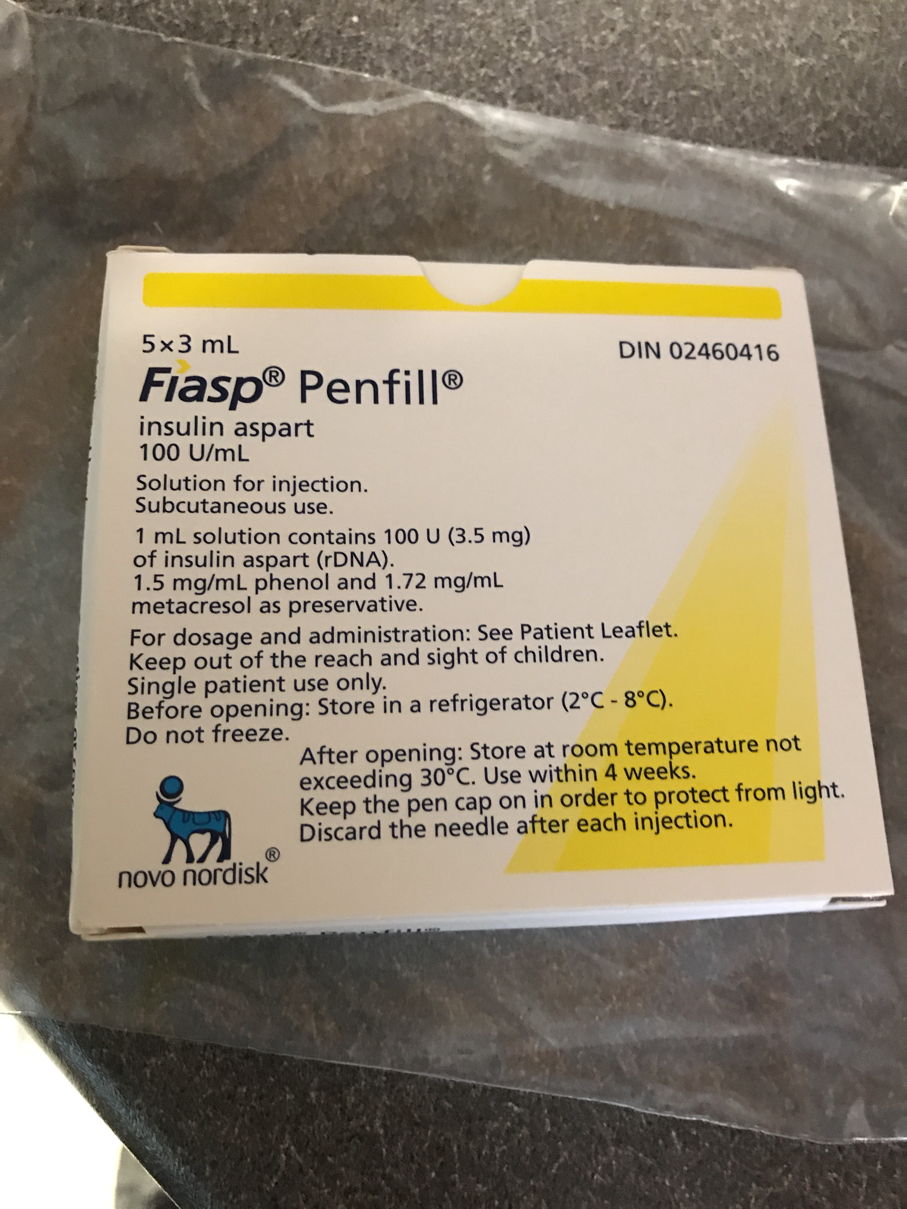 5×3 mL
DIN 02460416
Fiasp® Penfill®
insulin aspart
100 U/mL
Solution for injection.
Subcutaneous use.
1 mL solution contains 100 U (3.5 mg)
of insulin aspart (rDNA).
1.5 mg/mL phenol and 1.72 mg/mL
metacresol as preservative.
For dosage and administration: See Patient Leaflet.
Keep out of the reach and sight of children.
Single patient use only.
Before opening: Store in a refrigerator (2°C - 8°C).
Do not freeze.
After opening: Store at room temperature not
exceeding 30°C. Use within 4 weeks.
Keep the pen cap on in order to protect from light.
Discard the needle after each injection.
novo nordisk®